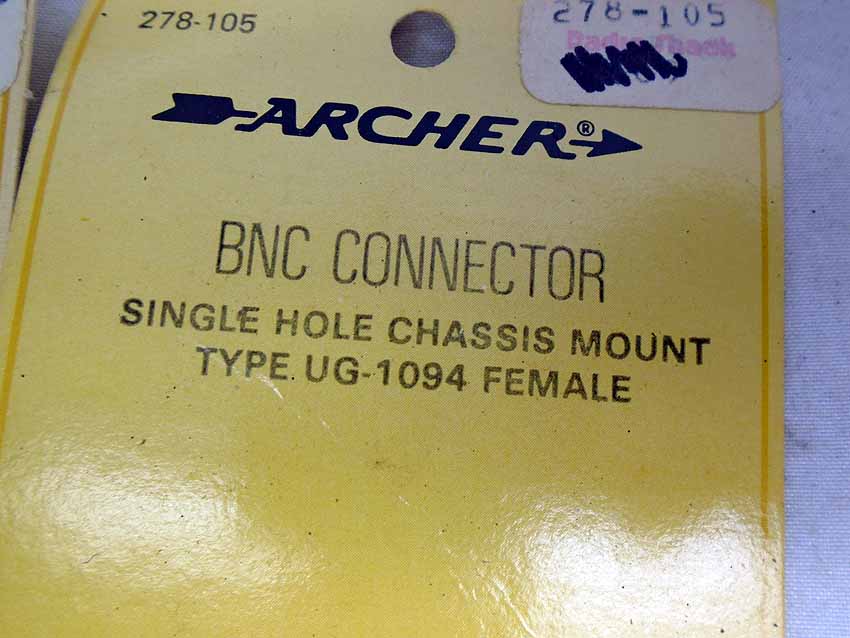 278-105
278-105
Radio Shack
ARCHER®
BNC CONNECTOR
SINGLE HOLE CHASSIS MOUNT
TYPE UG-1094 FEMALE